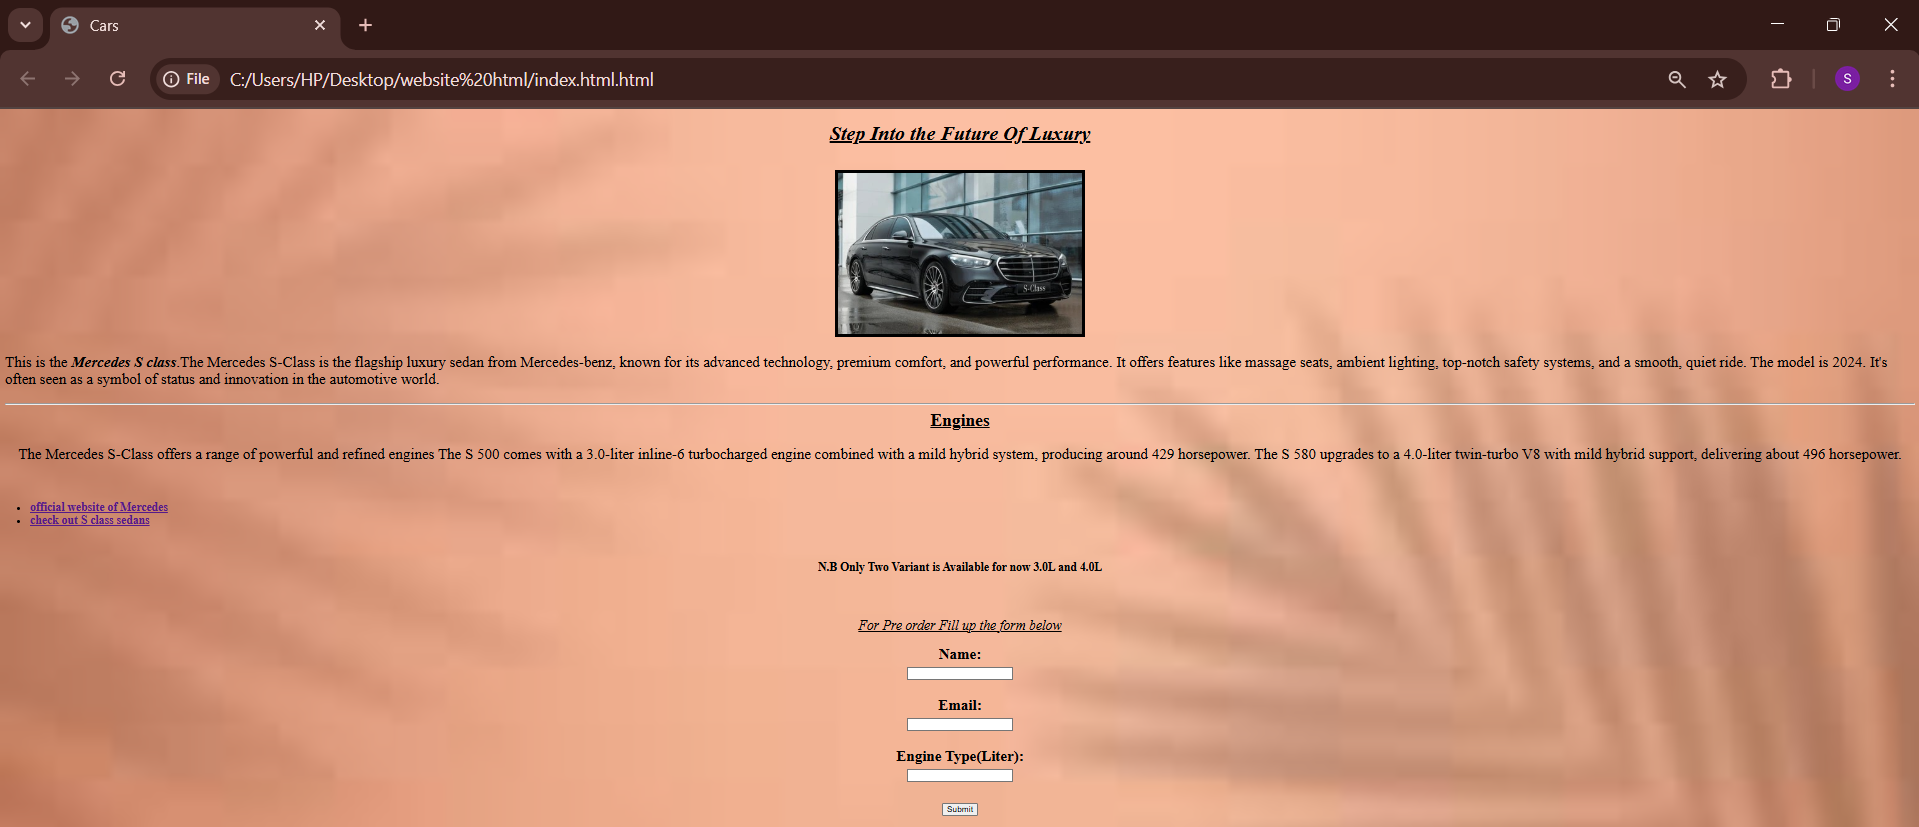 Cars
File
C:/Users/HP/Desktop/website%20html/index.html.html
S
Step Into the Future Of Luxury
S-Class
This is the Mercedes S class.The Mercedes S-Class is the flagship luxury sedan from Mercedes-benz, known for its advanced technology, premium comfort, and powerful performance. It offers features like massage seats, ambient lighting, top-notch safety systems, and a smooth, quiet ride. The model is 2024. It's
often seen as a symbol of status and innovation in the automotive world.
Engines
The Mercedes S-Class offers a range of powerful and refined engines The S 500 comes with a 3.0-liter inline-6 turbocharged engine combined with a mild hybrid system, producing around 429 horsepower. The S 580 upgrades to a 4.0-liter twin-turbo V8 with mild hybrid support, delivering about 496 horsepower.
official website of Mercedes
check out S class sedans
N.B Only Two Variant is Available for now 3.0L and 4.0L
For Pre order Fill up the form below
Name:
Email:
Engine Type(Liter):
Submit